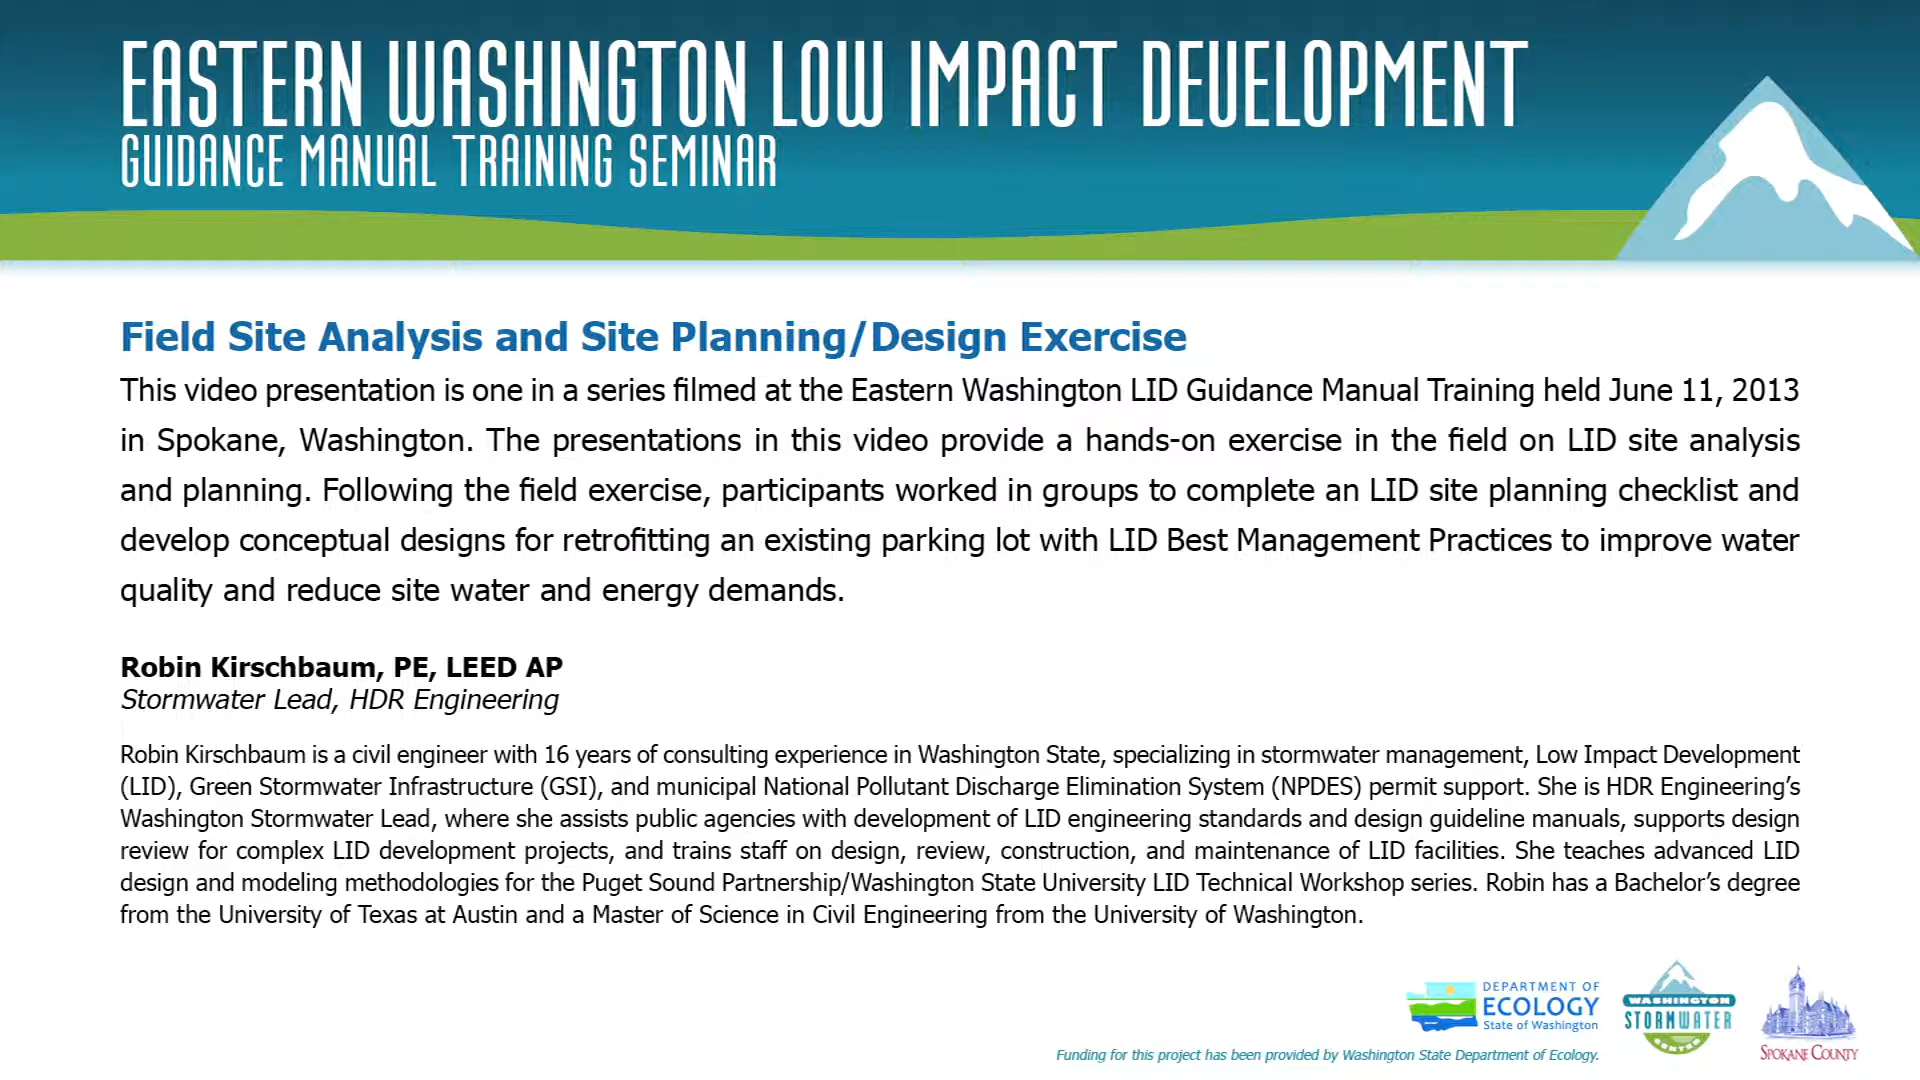 EASTERN WASHINGTON LOW IMPACT DEVELOPMENT
GUIDANCE MANUAL TRAINING SEMINAR
Field Site Analysis and Site Planning/Design Exercise
This video presentation is one in a series filmed at the Eastern Washington LID Guidance Manual Training held June 11, 2013
in Spokane, Washington. The presentations in this video provide a hands-on exercise in the field on LID site analysis
and planning. Following the field exercise, participants worked in groups to complete an LID site planning checklist and
develop conceptual designs for retrofitting an existing parking lot with LID Best Management Practices to improve water
quality and reduce site water and energy demands.
Robin Kirschbaum, PE, LEED AP
Stormwater Lead, HDR Engineering
Robin Kirschbaum is a civil engineer with 16 years of consulting experience in Washington State, specializing in stormwater management, Low Impact Development
(LID), Green Stormwater Infrastructure (GSI), and municipal National Pollutant Discharge Elimination System (NPDES) permit support. She is HDR Engineering’s
Washington Stormwater Lead, where she assists public agencies with development of LID engineering standards and design guideline manuals, supports design
review for complex LID development projects, and trains staff on design, review, construction, and maintenance of LID facilities. She teaches advanced LID
design and modeling methodologies for the Puget Sound Partnership/Washington State University LID Technical Workshop series. Robin has a Bachelor’s degree
from the University of Texas at Austin and a Master of Science in Civil Engineering from the University of Washington.
DEPARTMENT OF
ECOLOGY
State of Washington
WASHINGTON
STORMWATER
CENTER
SPOKANE COUNTY
Funding for this project has been provided by Washington State Department of Ecology.